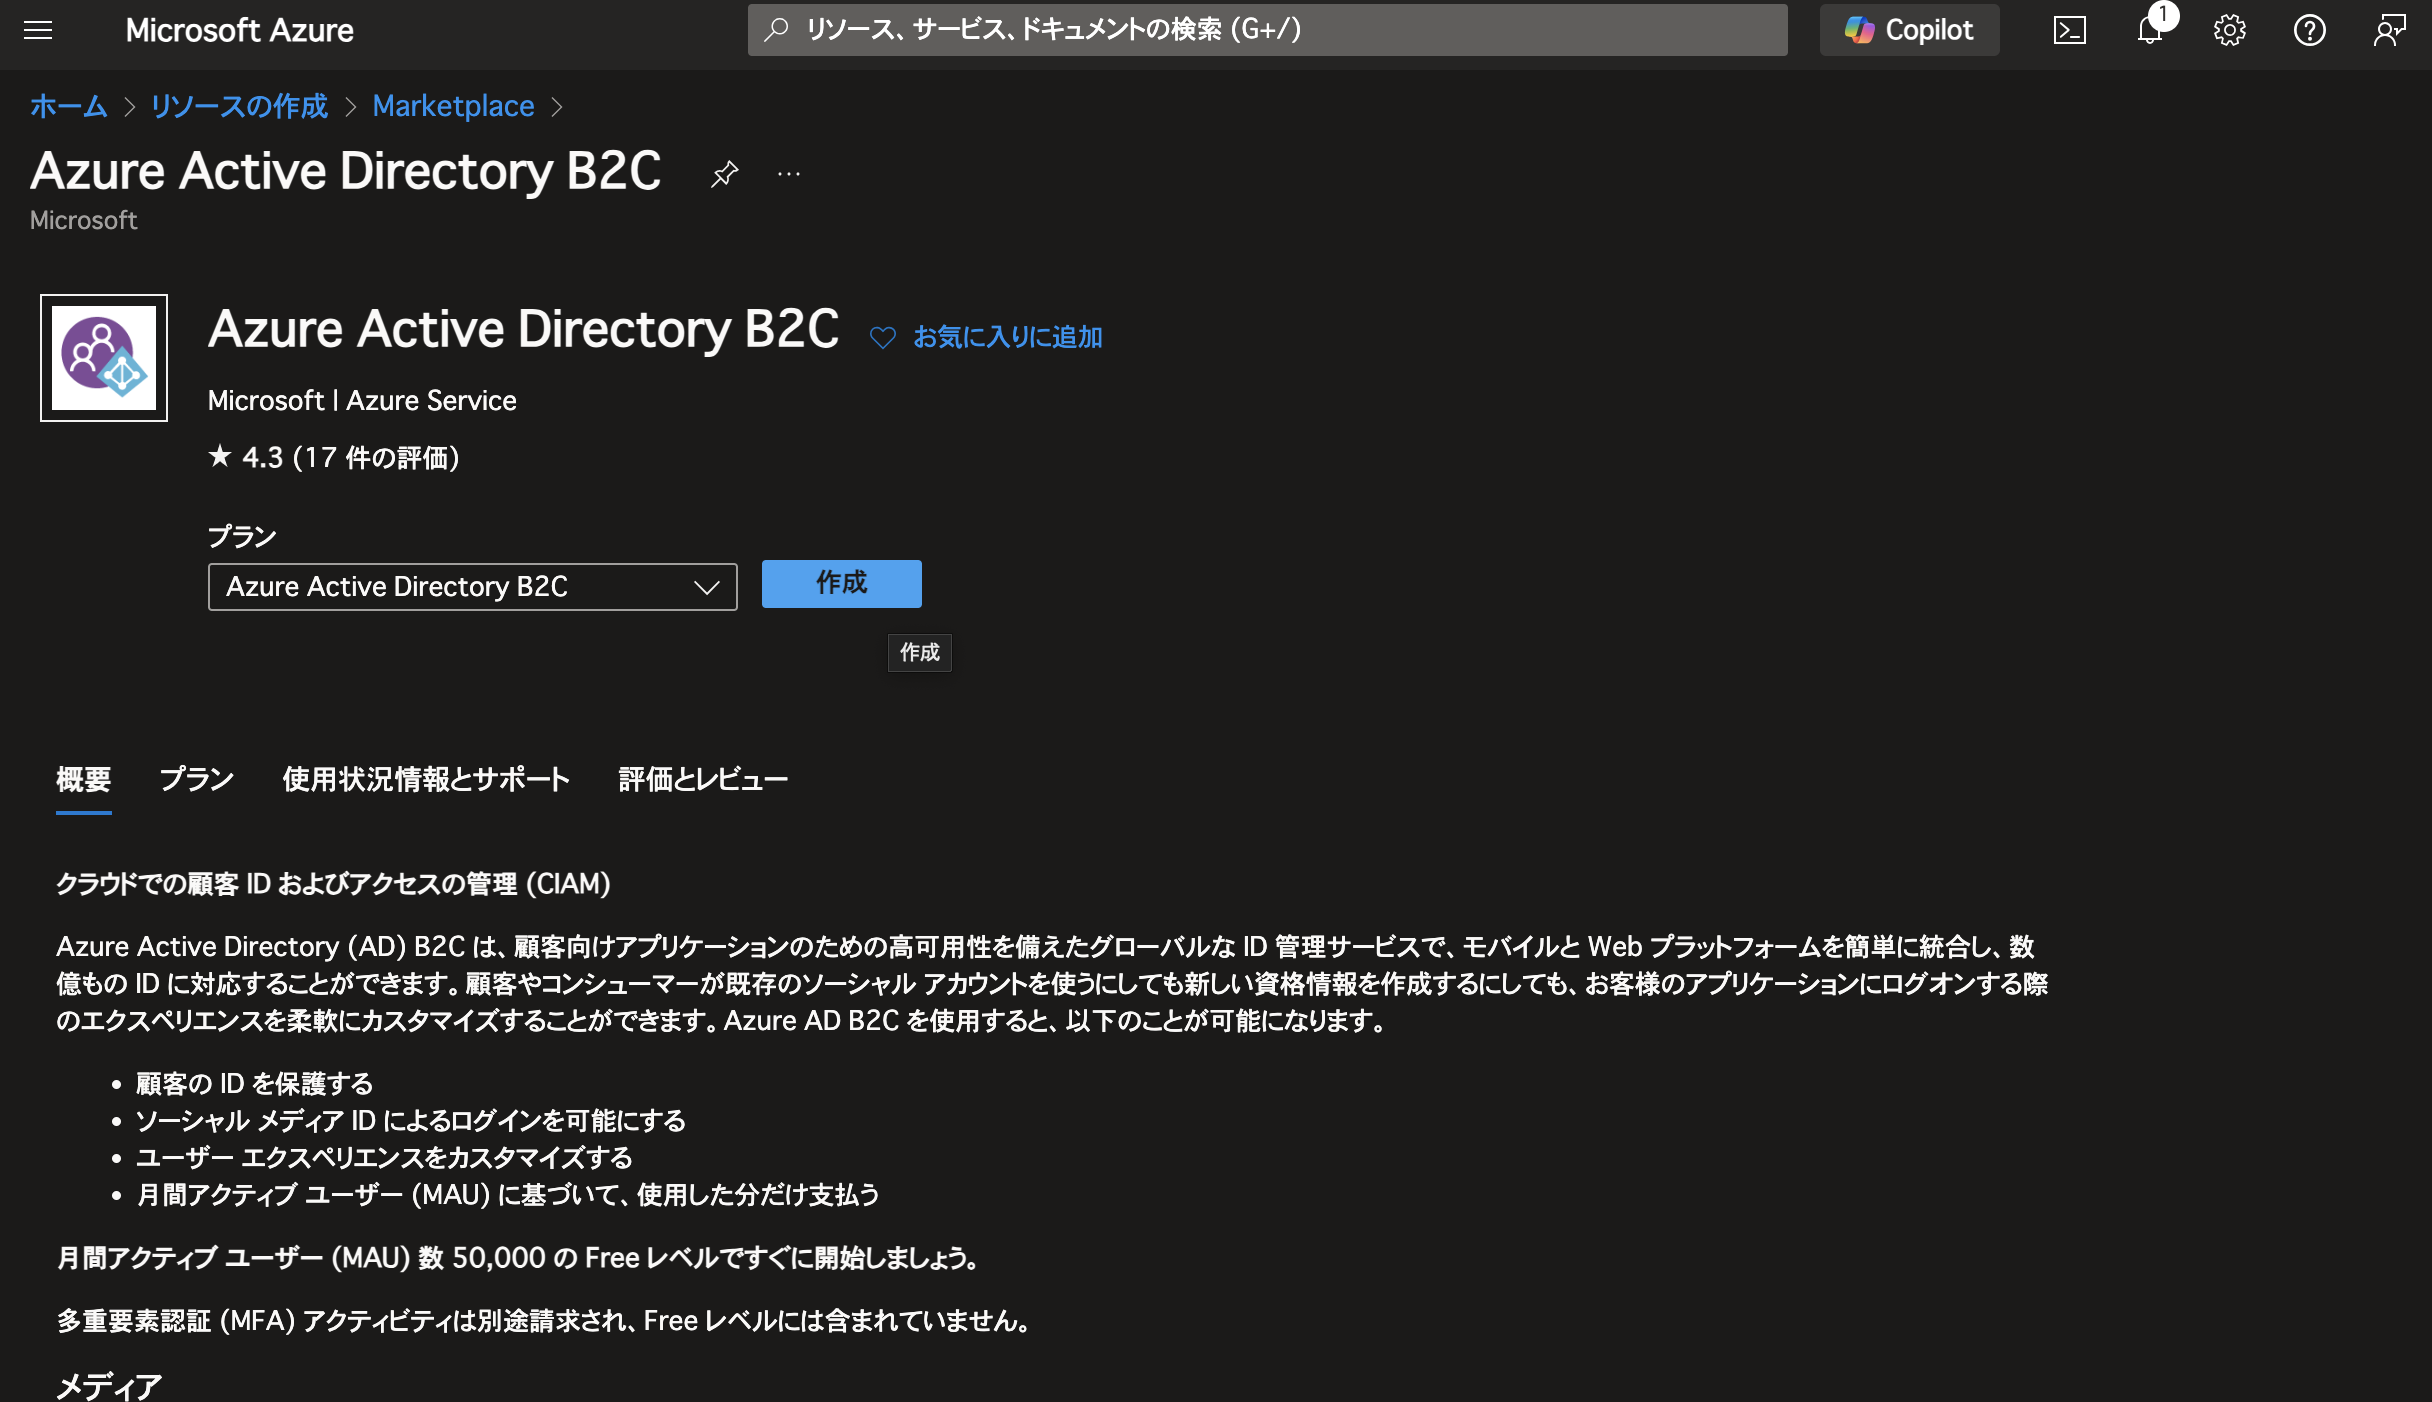 Microsoft Azure
リソース、サービス、ドキュメントの検索 (G+/)
Copilot
1
ホーム > リソースの作成 > Marketplace >
Azure Active Directory B2C
Microsoft
Azure Active Directory B2C
お気に入りに追加
Microsoft | Azure Service
★ 4.3 (17 件の評価)
プラン
Azure Active Directory B2C
作成
作成
概要 プラン 使用状況情報とサポート 評価とレビュー
クラウドでの顧客 ID およびアクセスの管理 (CIAM)
Azure Active Directory (AD) B2C は、顧客向けアプリケーションのための高可用性を備えたグローバルな ID 管理サービスで、モバイルと Web プラットフォームを簡単に統合し、数
億もの ID に対応することができます。顧客やコンシューマーが既存のソーシャル アカウントを使うにしても新しい資格情報を作成するにしても、お客様のアプリケーションにログオンする際
のエクスペリエンスを柔軟にカスタマイズすることができます。Azure AD B2C を使用すると、以下のことが可能になります。
• 顧客の ID を保護する
• ソーシャル メディア ID によるログインを可能にする
• ユーザー エクスペリエンスをカスタマイズする
• 月間アクティブ ユーザー (MAU) に基づいて、使用した分だけ支払う
月間アクティブ ユーザー (MAU) 数 50,000 の Free レベルですぐに開始しましょう。
多重要素認証 (MFA) アクティビティは別途請求され、Free レベルには含まれていません。
メディア